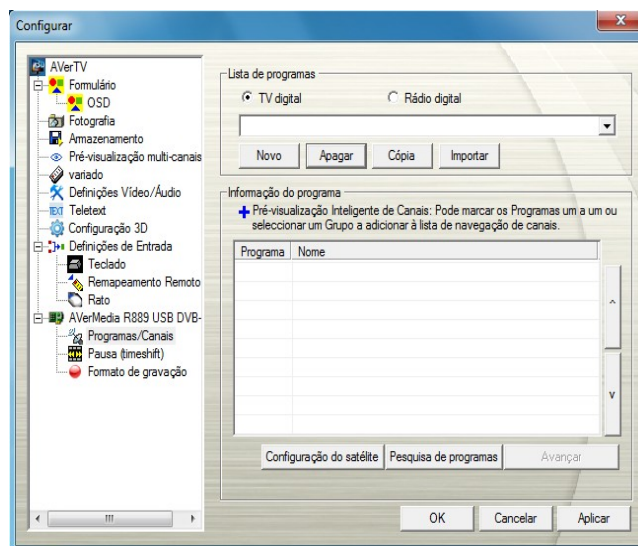 Configurar
AVerTV
Formulário
OSD
Fotografia
Armazenamento
Pré-visualização multi-canais
variado
Definições Vídeo/Áudio
TEXT Teletext
Configuração 3D
Definições de Entrada
Teclado
Remapeamento Remoto
Rato
AVerMedia R889 USB DVB-
Programas/Canais
Pausa (timeshift)
Formato de gravação
Lista de programas
TV digital Rádio digital
Novo Apagar Cópia Importar
Informação do programa
Pré-visualização Inteligente de Canais: Pode marcar os Programas um a um ou
seleccionar um Grupo a adicionar à lista de navegação de canais.
Programa Nome
Configuração do satélite Pesquisa de programas Avançar
OK Cancelar Aplicar